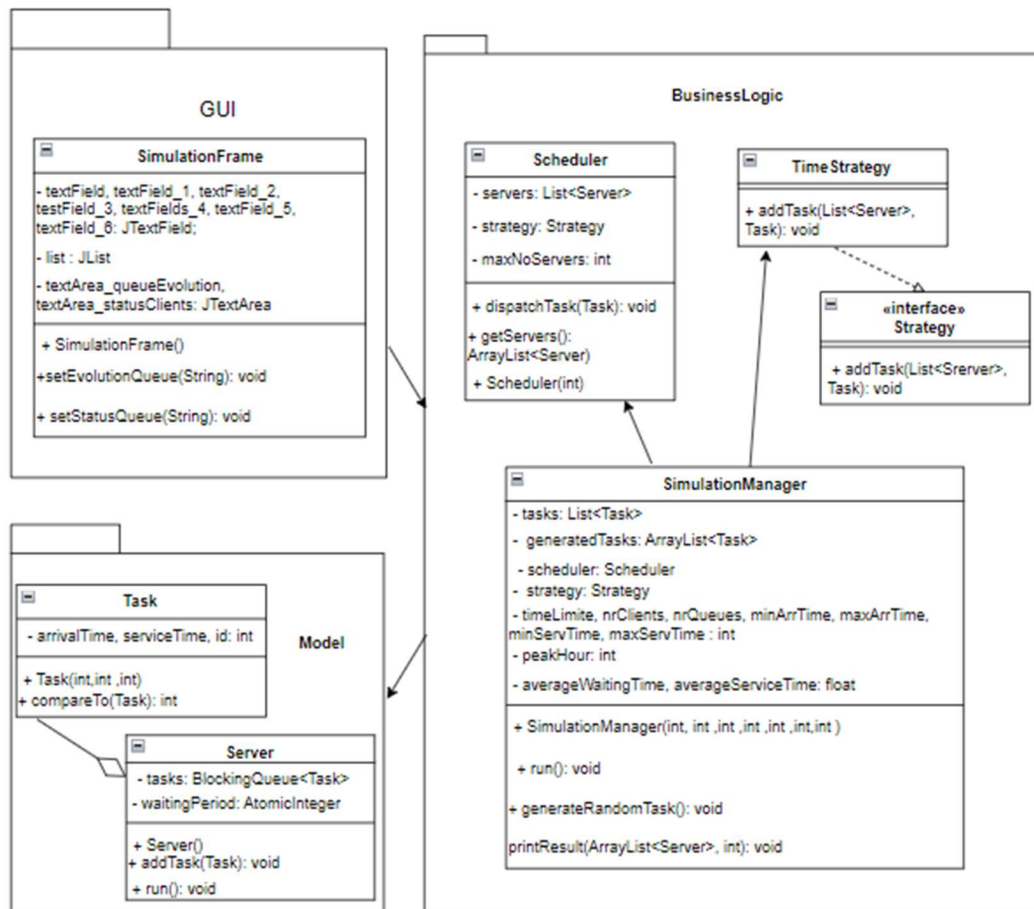 GUI
SimulationFrame
- textField, textField_1, textField_2,
testField_3, textFields_4, textField_5,
textField_6: JTextField;
- list : JList
- textArea_queueEvolution,
textArea_statusClients: JTextArea
+ SimulationFrame()
+setEvolutionQueue(String): void
+ setStatusQueue(String): void
BusinessLogic
Scheduler
- servers: List<Server>
- strategy: Strategy
- maxNoServers: int
+ dispatchTask(Task): void
+ getServers():
ArrayList<Server)
+ Scheduler(int)
TimeStrategy
+ addTask(List<Server>,
Task): void
«interface»
Strategy
+ addTask(List<Srerver>,
Task): void
SimulationManager
- tasks: List<Task>
- generatedTasks: ArrayList<Task>
- scheduler: Scheduler
- strategy: Strategy
- timeLimite, nrClients, nrQueues, minArrTime, maxArrTime,
minServTime, maxServTime : int
- peakHour: int
- averageWaitingTime, averageServiceTime: float
+ SimulationManager(int, int ,int ,int ,int ,int,int )
+ run(): void
+ generateRandomTask(): void
printResult(ArrayList<Server>, int): void
Model
Task
- arrivalTime, serviceTime, id: int
+ Task(int,int ,int)
+ compareTo(Task): int
Server
- tasks: BlockingQueue<Task>
- waitingPeriod: AtomicInteger
+ Server()
+ addTask(Task): void
+ run(): void